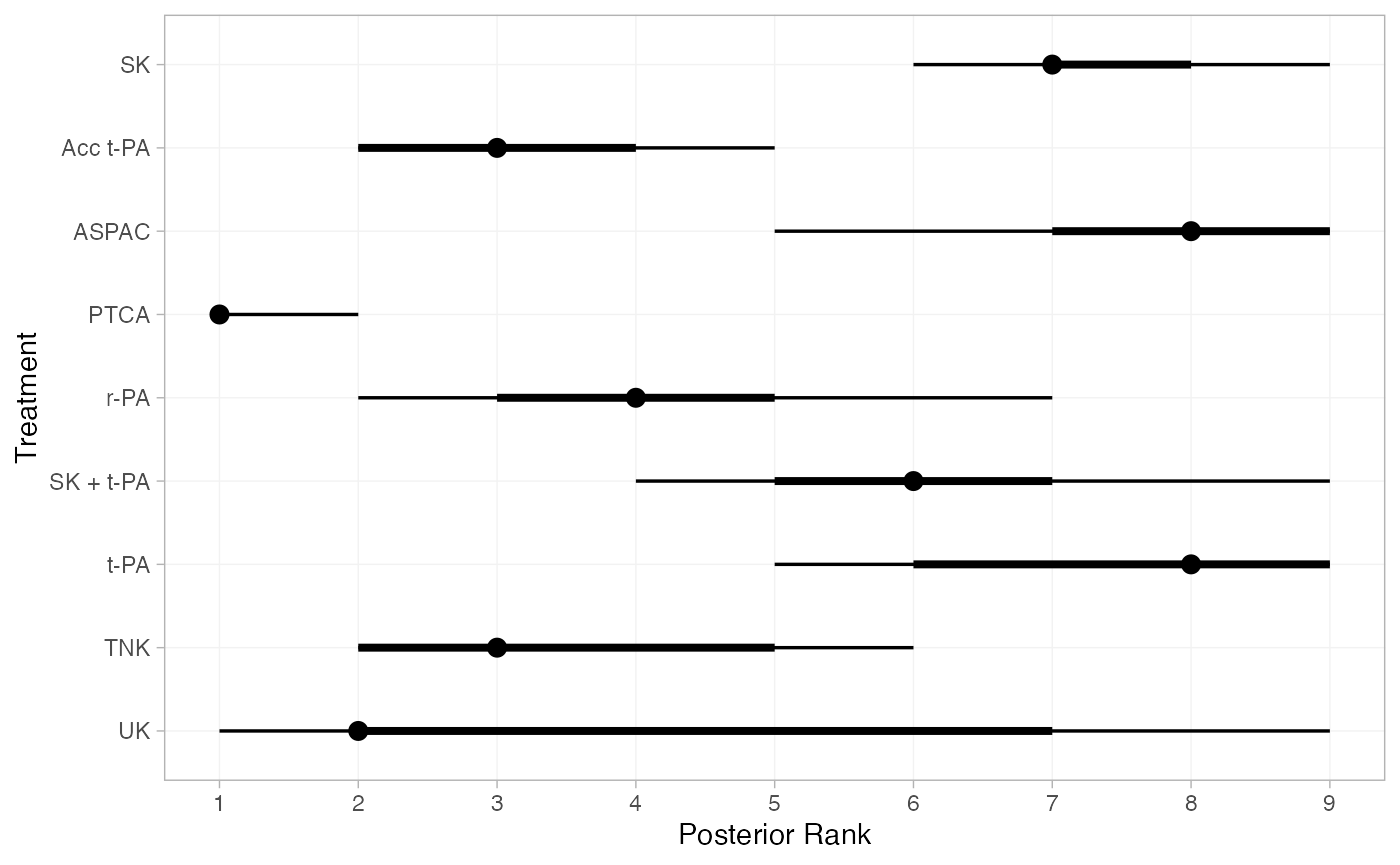 SK
Acc t-PA
ASPAC
PTCA
r-PA
SK + t-PA
t-PA
TNK
UK
Treatment
1 2 3 4 5 6 7 8 9
Posterior Rank